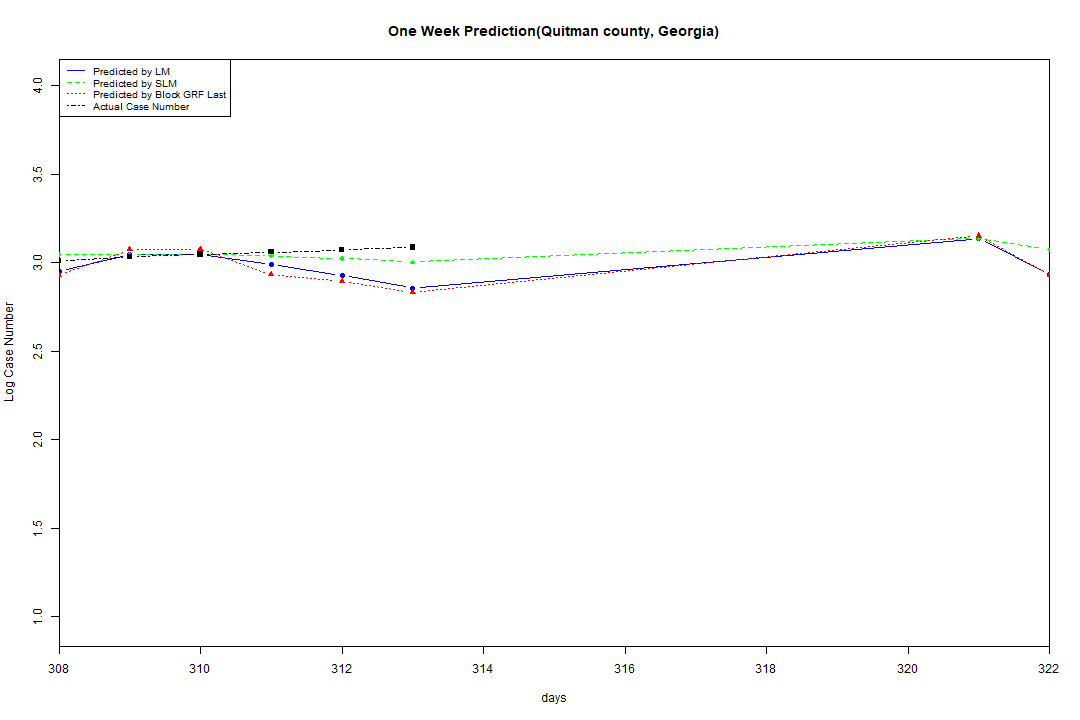 One Week Prediction(Quitman county, Georgia)
Predicted by LM
Predicted by SLM
Predicted by Block GRF Last
Actual Case Number
4.0
3.5
3.0
2.5
2.0
1.5
1.0
Log Case Number
308 310 312 314 316 318 320 322
days